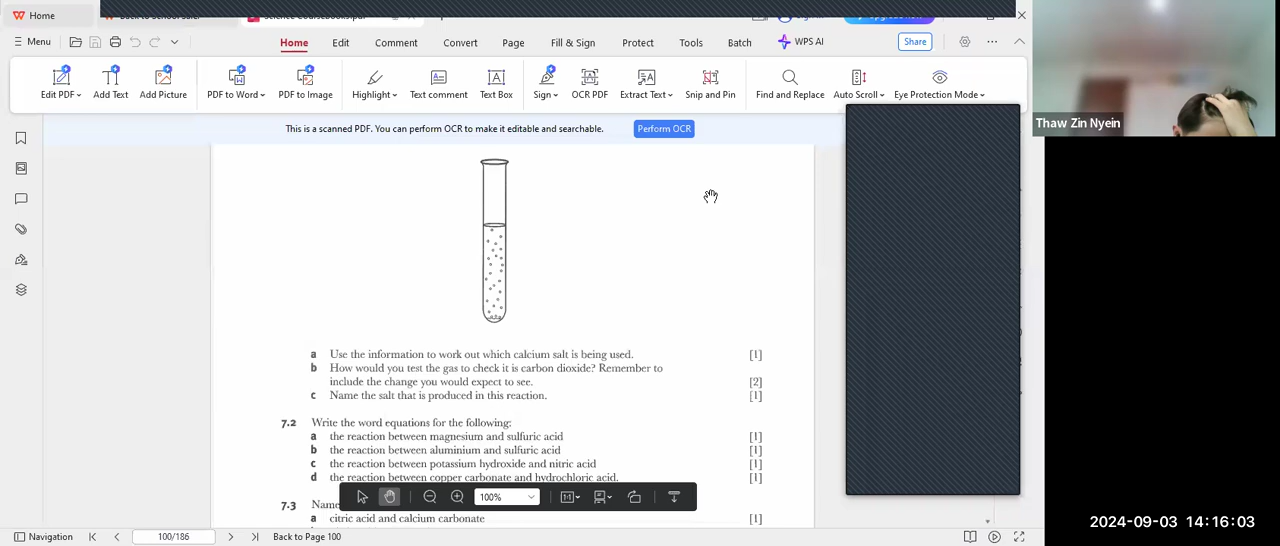 Home
Menu
Home Edit Comment Convert Page Fill & Sign Protect Tools Batch WPS AI
Share
Edit PDF Add Text Add Picture PDF to Word PDF to Image Highlight Text comment Text Box Sign OCR PDF Extract Text Snip and Pin Find and Replace Auto Scroll Eye Protection Mode
Thaw Zin Nyein
This is a scanned PDF. You can perform OCR to make it editable and searchable. Perform OCR
a Use the information to work out which calcium salt is being used. [1]
b How would you test the gas to check it is carbon dioxide? Remember to
include the change you would expect to see. [2]
c Name the salt that is produced in this reaction. [1]
7.2 Write the word equations for the following:
a the reaction between magnesium and sulfuric acid [1]
b the reaction between aluminium and sulfuric acid [1]
c the reaction between potassium hydroxide and nitric acid [1]
d the reaction between copper carbonate and hydrochloric acid. [1]
100%
7.3 Name
a citric acid and calcium carbonate [1]
Navigation 100/186 Back to Page 100
2024-09-03 14:16:03